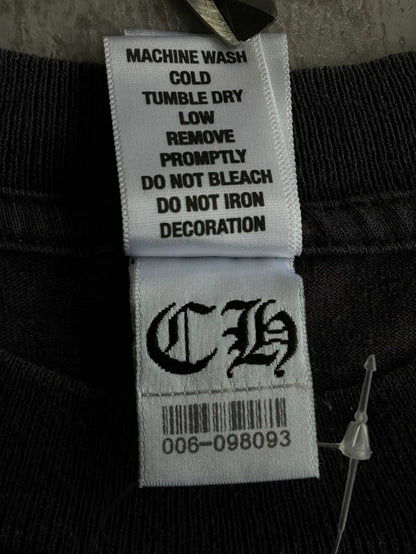 MACHINE WASH
COLD
TUMBLE DRY
LOW
REMOVE
PROMPTLY
DO NOT BLEACH
DO NOT IRON
DECORATION
CH
006-098093